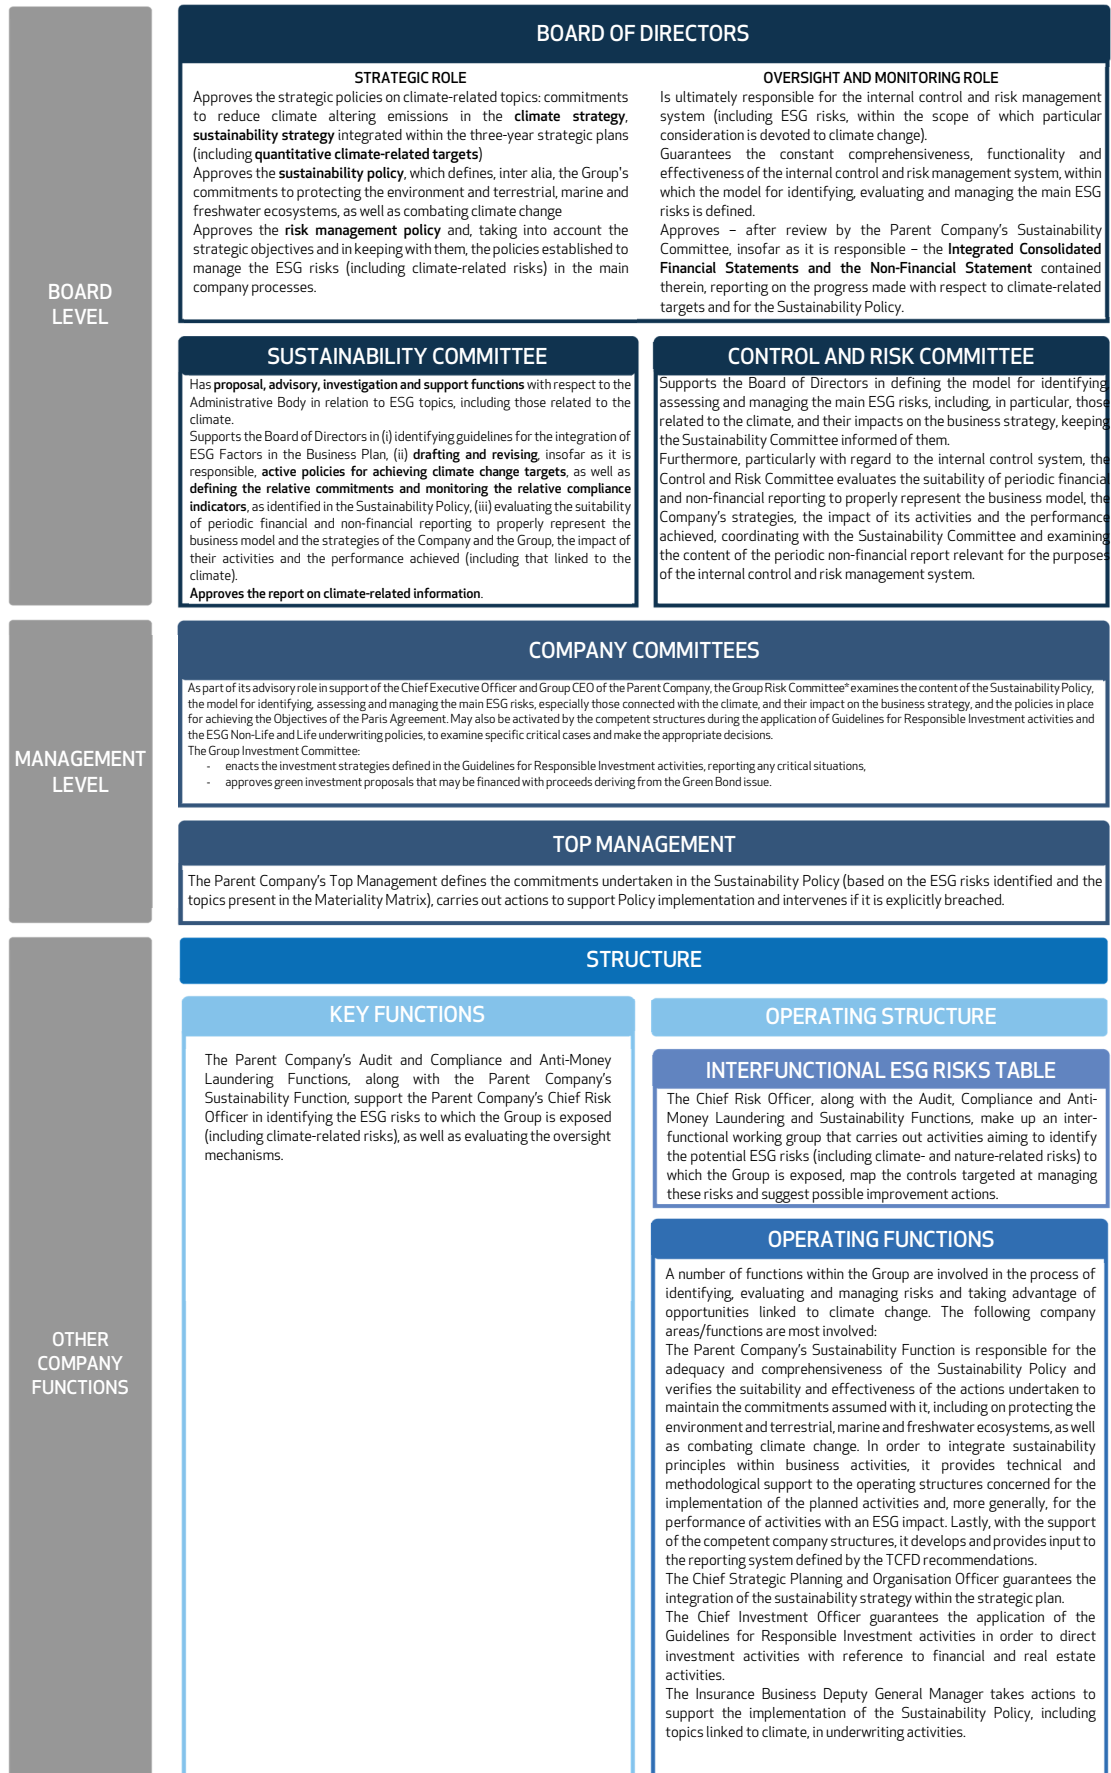 BOARD OF DIRECTORS
BOARD
LEVEL
STRATEGIC ROLE
Approves the strategic policies on climate-related topics: commitments
to reduce climate altering emissions in the climate strategy,
sustainability strategy integrated within the three-year strategic plans
(including quantitative climate-related targets)
Approves the sustainability policy, which defines, inter alia, the Group's
commitments to protecting the environment and terrestrial, marine and
freshwater ecosystems, as well as combating climate change
Approves the risk management policy and, taking into account the
strategic objectives and in keeping with them, the policies established to
manage the ESG risks (including climate-related risks) in the main
company processes.
OVERSIGHT AND MONITORING ROLE
Is ultimately responsible for the internal control and risk management
system (including ESG risks, within the scope of which particular
consideration is devoted to climate change).
Guarantees the constant comprehensiveness, functionality and
effectiveness of the internal control and risk management system, within
which the model for identifying, evaluating and managing the main ESG
risks is defined.
Approves – after review by the Parent Company's Sustainability
Committee, insofar as it is responsible – the Integrated Consolidated
Financial Statements and the Non-Financial Statement contained
therein, reporting on the progress made with respect to climate-related
targets and for the Sustainability Policy.
SUSTAINABILITY COMMITTEE
Has proposal, advisory, investigation and support functions with respect to the
Administrative Body in relation to ESG topics, including those related to the
climate.
Supports the Board of Directors in (i) identifying guidelines for the integration of
ESG Factors in the Business Plan, (ii) drafting and revising, insofar as it is
responsible, active policies for achieving climate change targets, as well as
defining the relative commitments and monitoring the relative compliance
indicators, as identified in the Sustainability Policy, (iii) evaluating the suitability
of periodic financial and non-financial reporting to properly represent the
business model and the strategies of the Company and the Group, the impact of
their activities and the performance achieved (including that linked to the
climate).
Approves the report on climate-related information.
CONTROL AND RISK COMMITTEE
Supports the Board of Directors in defining the model for identifying,
assessing and managing the main ESG risks, including, in particular, those
related to the climate, and their impacts on the business strategy, keeping
the Sustainability Committee informed of them.
Furthermore, particularly with regard to the internal control system, the
Control and Risk Committee evaluates the suitability of periodic financial
and non-financial reporting to properly represent the business model, the
Company's strategies, the impact of its activities and the performance
achieved, coordinating with the Sustainability Committee and examining
the content of the periodic non-financial report relevant for the purposes
of the internal control and risk management system.
MANAGEMENT
LEVEL
COMPANY COMMITTEES
As part of its advisory role in support of the Chief Executive Officer and Group CEO of the Parent Company, the Group Risk Committee* examines the content of the Sustainability Policy,
the model for identifying, assessing and managing the main ESG risks, especially those connected with the climate, and their impact on the business strategy, and the policies in place
for achieving the Objectives of the Paris Agreement. May also be activated by the competent structures during the application of Guidelines for Responsible Investment activities and
the ESG Non-Life and Life underwriting policies, to examine specific critical cases and make the appropriate decisions.
The Group Investment Committee:
- enacts the investment strategies defined in the Guidelines for Responsible Investment activities, reporting any critical situations,
- approves green investment proposals that may be financed with proceeds deriving from the Green Bond issue.
TOP MANAGEMENT
The Parent Company's Top Management defines the commitments undertaken in the Sustainability Policy (based on the ESG risks identified and the
topics present in the Materiality Matrix), carries out actions to support Policy implementation and intervenes if it is explicitly breached.
OTHER
COMPANY
FUNCTIONS
STRUCTURE
KEY FUNCTIONS
The Parent Company's Audit and Compliance and Anti-Money
Laundering Functions, along with the Parent Company's
Sustainability Function, support the Parent Company's Chief Risk
Officer in identifying the ESG risks to which the Group is exposed
(including climate-related risks), as well as evaluating the oversight
mechanisms.
OPERATING STRUCTURE
INTERFUNCTIONAL ESG RISKS TABLE
The Chief Risk Officer, along with the Audit, Compliance and Anti-
Money Laundering and Sustainability Functions, make up an inter-
functional working group that carries out activities aiming to identify
the potential ESG risks (including climate- and nature-related risks) to
which the Group is exposed, map the controls targeted at managing
these risks and suggest possible improvement actions.
OPERATING FUNCTIONS
A number of functions within the Group are involved in the process of
identifying, evaluating and managing risks and taking advantage of
opportunities linked to climate change. The following company
areas/functions are most involved:
The Parent Company's Sustainability Function is responsible for the
adequacy and comprehensiveness of the Sustainability Policy and
verifies the suitability and effectiveness of the actions undertaken to
maintain the commitments assumed with it, including on protecting the
environment and terrestrial, marine and freshwater ecosystems, as well
as combating climate change. In order to integrate sustainability
principles within business activities, it provides technical and
methodological support to the operating structures concerned for the
implementation of the planned activities and, more generally, for the
performance of activities with an ESG impact. Lastly, with the support
of the competent company structures, it develops and provides input to
the reporting system defined by the TCFD recommendations.
The Chief Strategic Planning and Organisation Officer guarantees the
integration of the sustainability strategy within the strategic plan.
The Chief Investment Officer guarantees the application of the
Guidelines for Responsible Investment activities in order to direct
investment activities with reference to financial and real estate
activities.
The Insurance Business Deputy General Manager takes actions to
support the implementation of the Sustainability Policy, including
topics linked to climate, in underwriting activities.